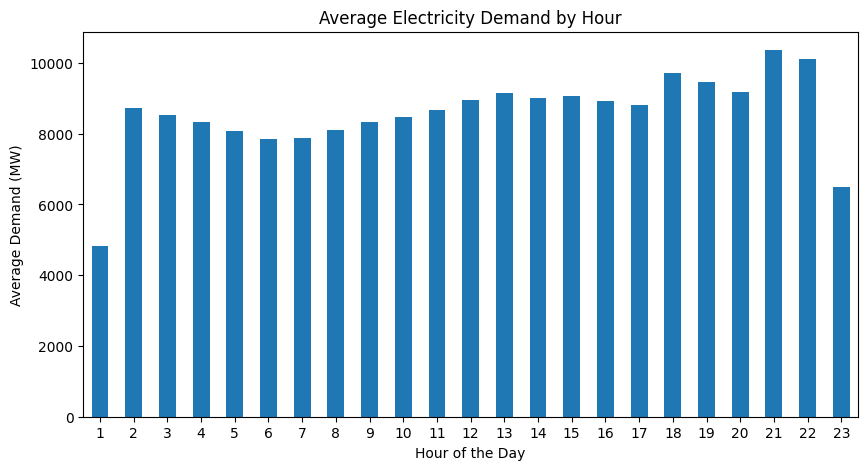 Average Electricity Demand by Hour
Average Demand (MW)
10000
8000
6000
4000
2000
0
1 2 3 4 5 6 7 8 9 10 11 12 13 14 15 16 17 18 19 20 21 22 23
Hour of the Day